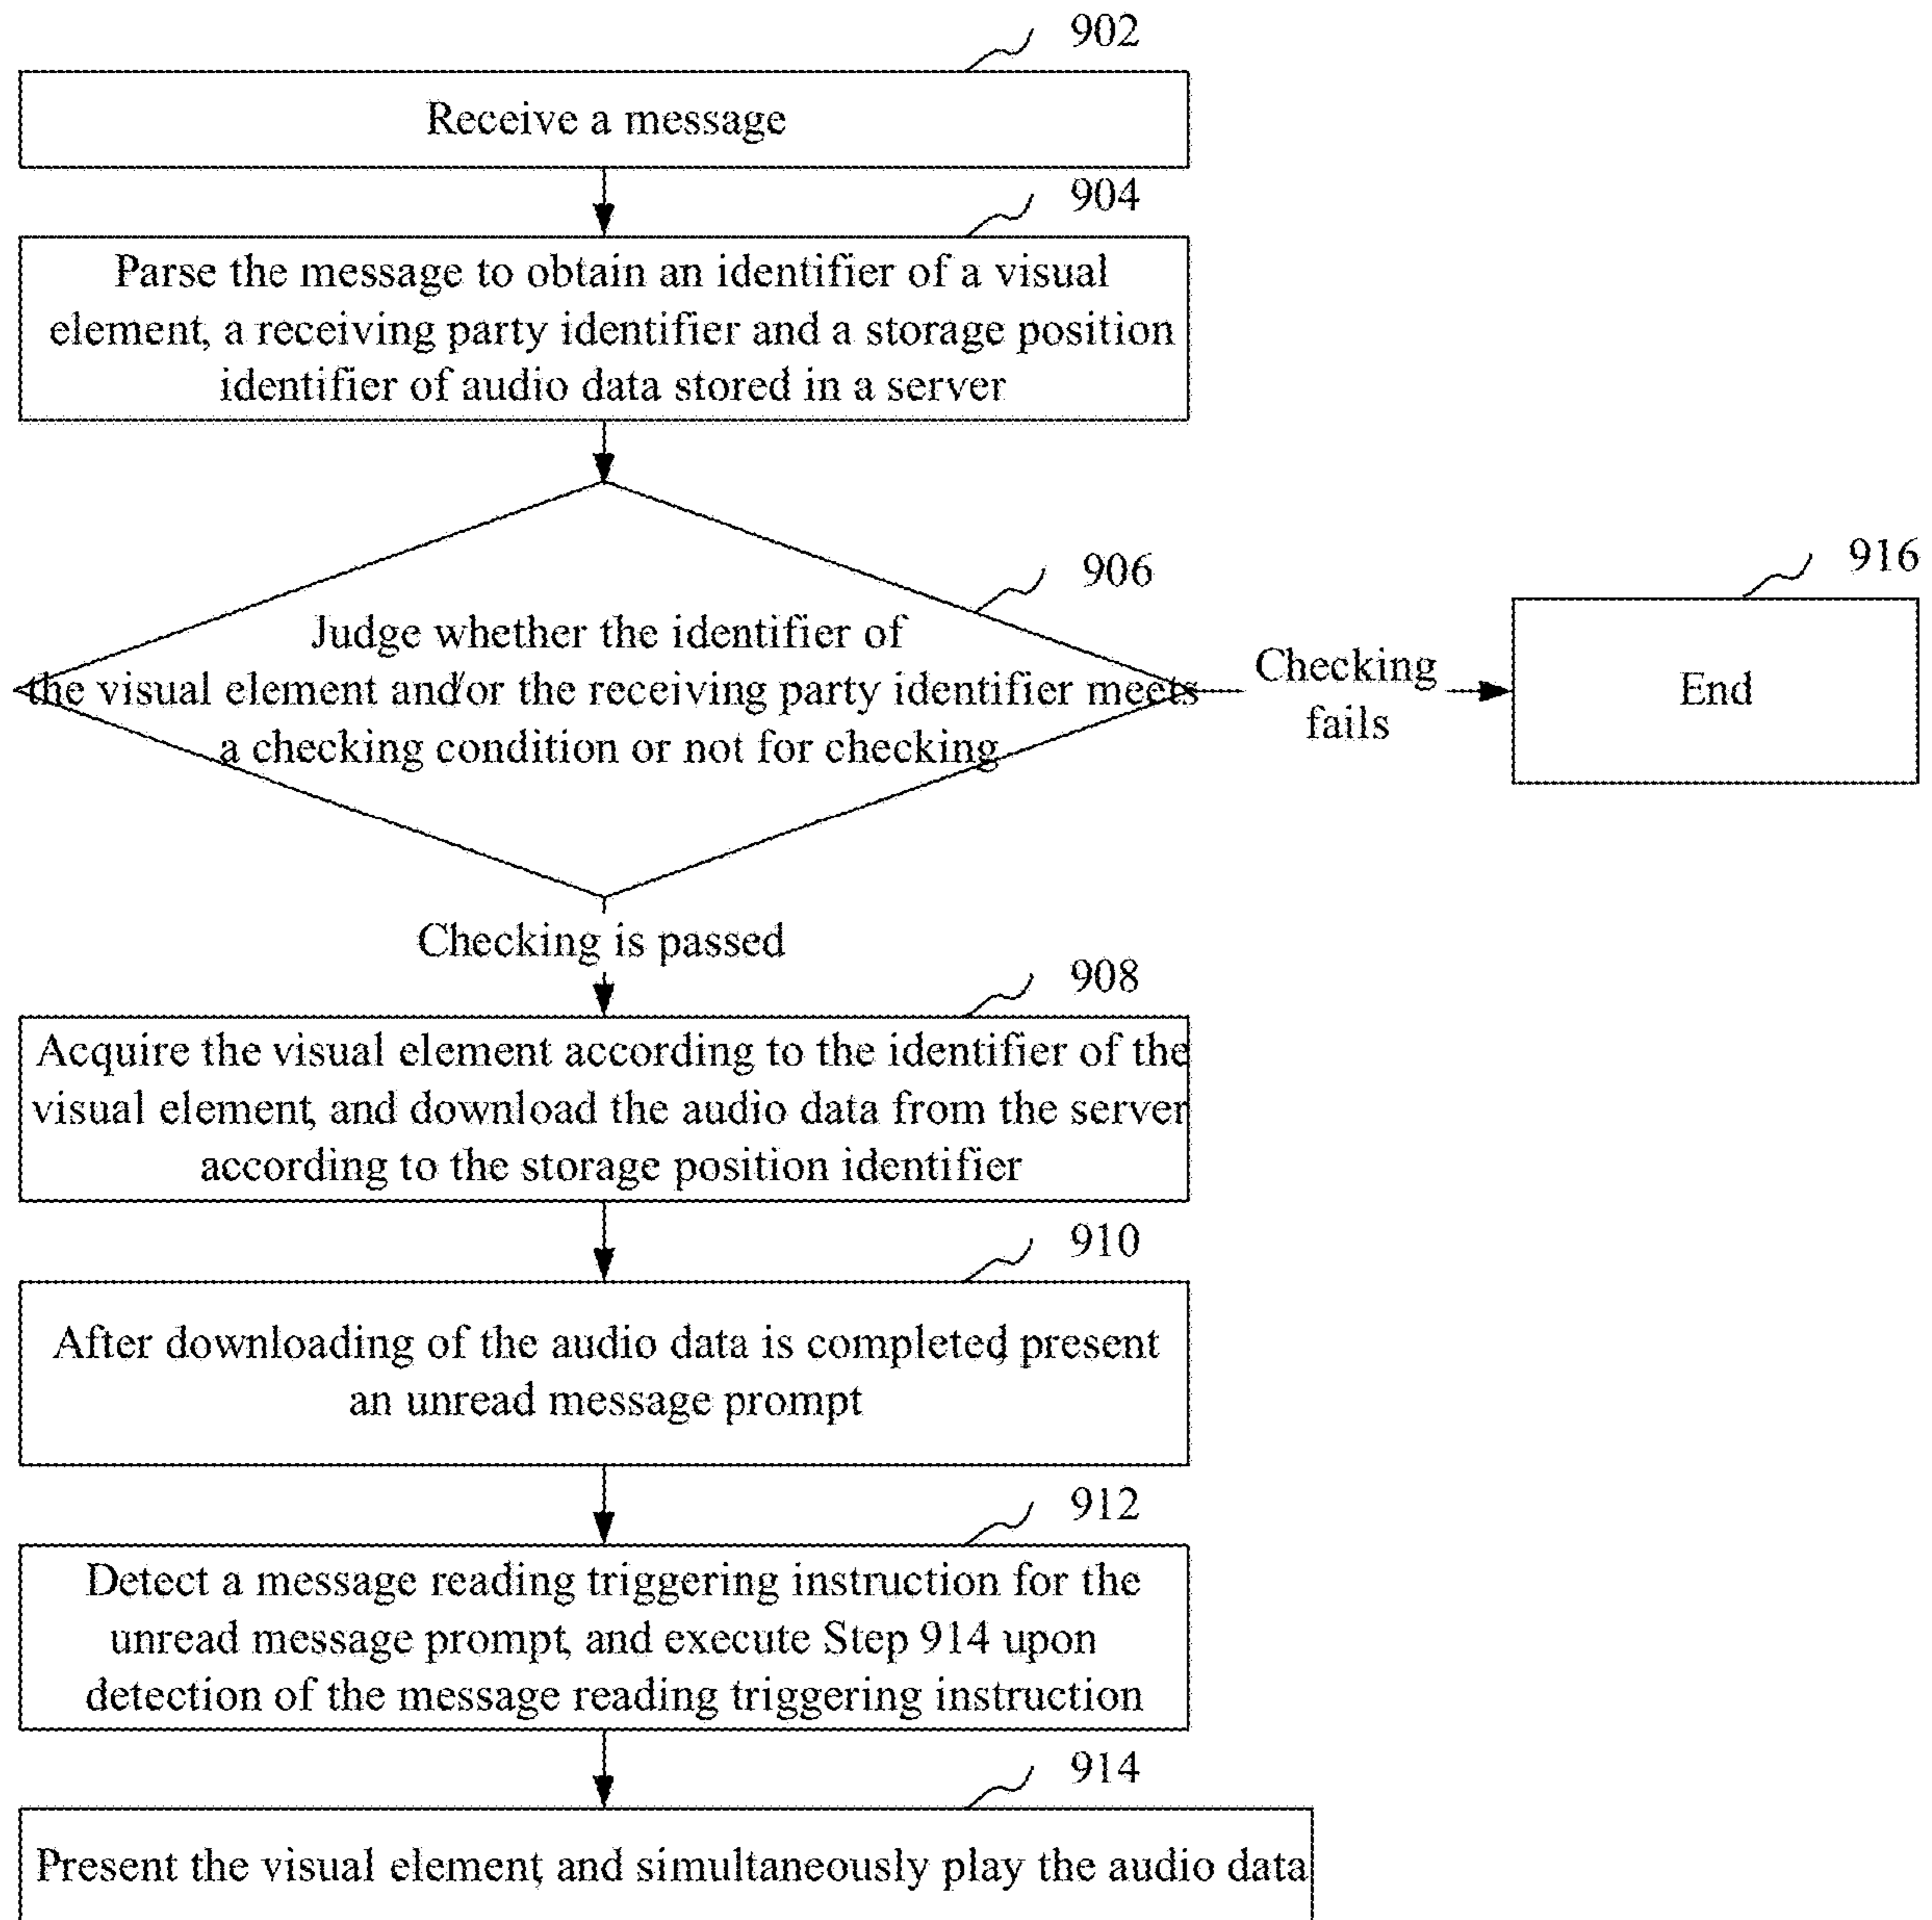 902
Receive a message
904
Parse the message to obtain an identifier of a visual
element, a receiving party identifier and a storage position
identifier of audio data stored in a server
906
Judge whether the identifier of
the visual element and/or the receiving party identifier meets
a checking condition or not for checking
Checking
fails
916
End
Checking is passed
908
Acquire the visual element according to the identifier of the
visual element, and download the audio data from the server
according to the storage position identifier
910
After downloading of the audio data is completed, present
an unread message prompt
912
Detect a message reading triggering instruction for the
unread message prompt, and execute Step 914 upon
detection of the message reading triggering instruction
914
Present the visual element, and simultaneously play the audio data